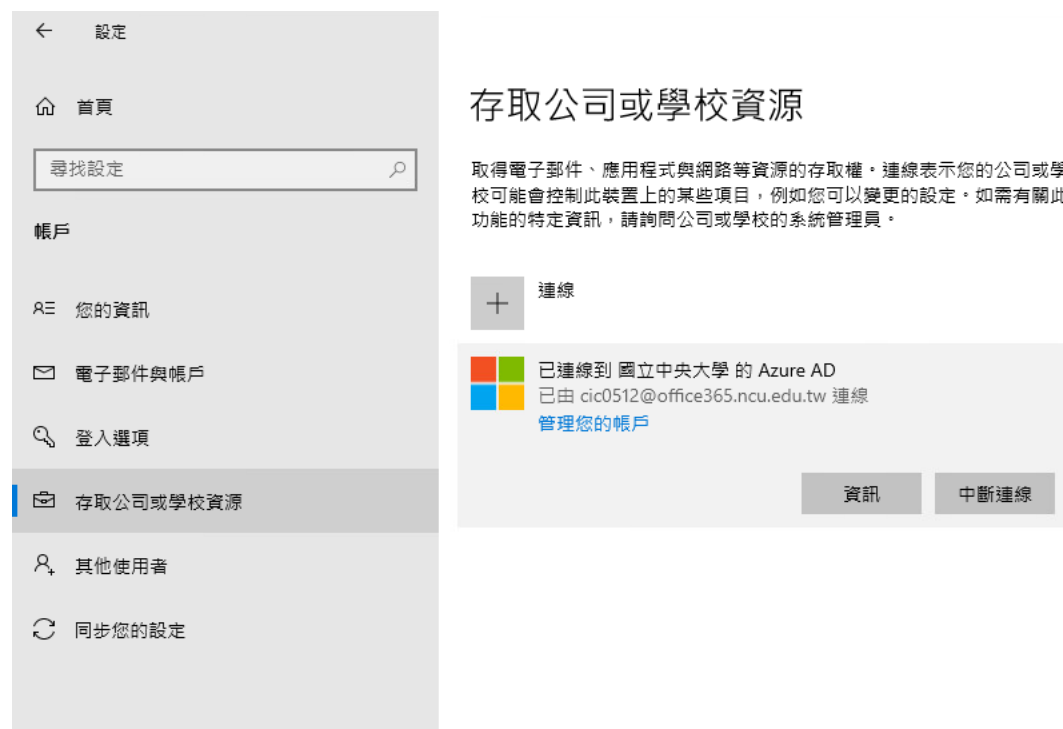 設定
首頁
尋找設定
帳戶
您的資訊
電子郵件與帳戶
登入選項
存取公司或學校資源
其他使用者
同步您的設定
存取公司或學校資源
取得電子郵件、應用程式與網路等資源的存取權。連線表示您的公司或學
校可能會控制此裝置上的某些項目，例如您可以變更的設定。如需有關此
功能的特定資訊，請詢問公司或學校的系統管理員。
連線
已連線到 國立中央大學 的 Azure AD
已由 cic0512@office365.ncu.edu.tw 連線
管理您的帳戶
資訊
中斷連線